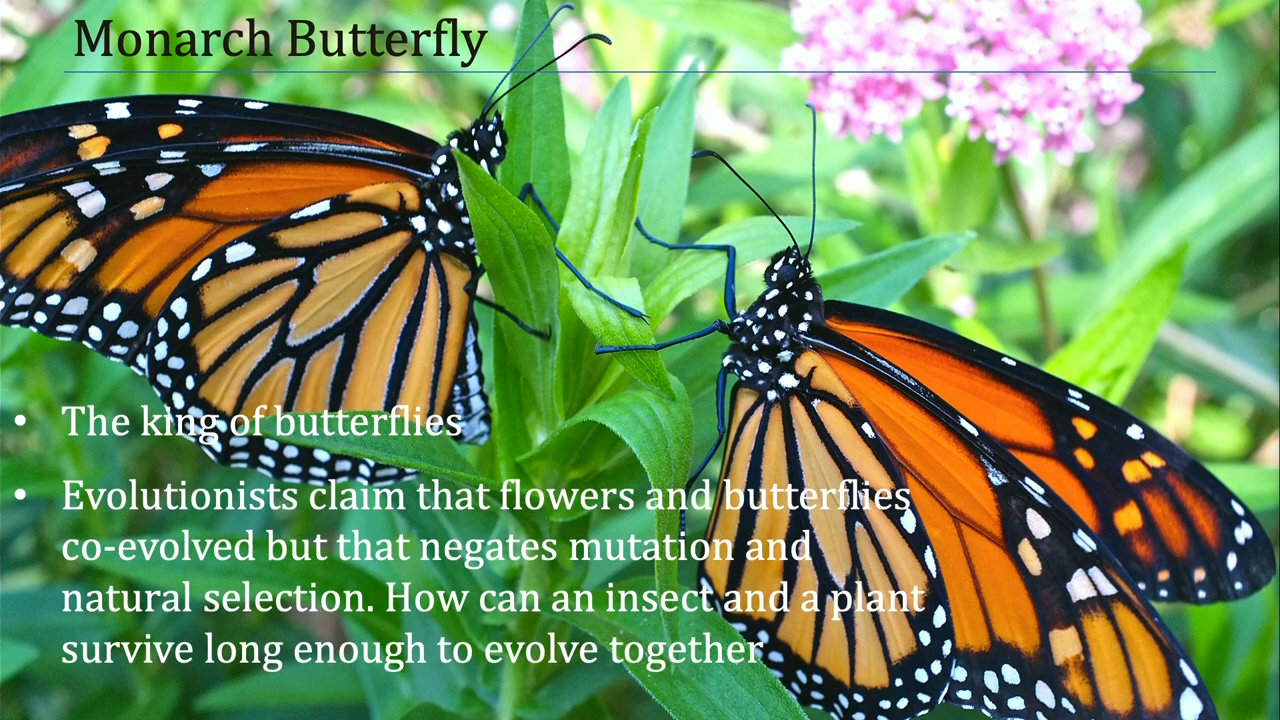 Monarch Butterfly
• The king of butterflies
• Evolutionists claim that flowers and butterflies
co-evolved but that negates mutation and
natural selection. How can an insect and a plant
survive long enough to evolve together